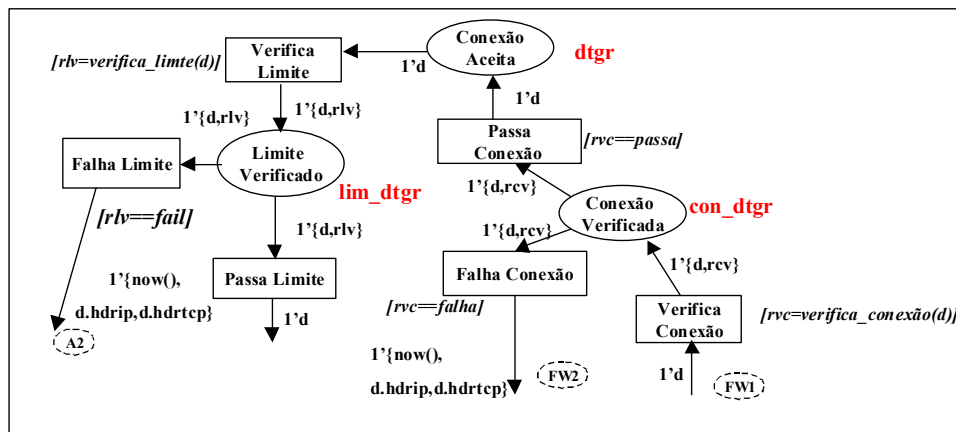 Conexão
Aceita
dtgr
Verifica
Limite
[rlv=verifica_limte(d)]
1'd
1'd
1'{d,rlv}
1'{d,rlv}
Passa
Conexão
[rvc==passa]
Falha Limite
Limite
Verificado
lim_dtgr
1'{d,rcv}
Conexão
Verificada
con_dtgr
[rlv==fail]
1'{d,rlv}
1'{d,rcv}
1'{d,rcv}
Passa Limite
Falha Conexão
[rvc==falha]
Verifica
Conexão
[rvc=verifica_conexão(d)]
1'{now(),
d.hdrip,d.hdrtcp}
1'd
A2
1'{now(),
d.hdrip,d.hdrtcp}
FW2
1'd
FW1